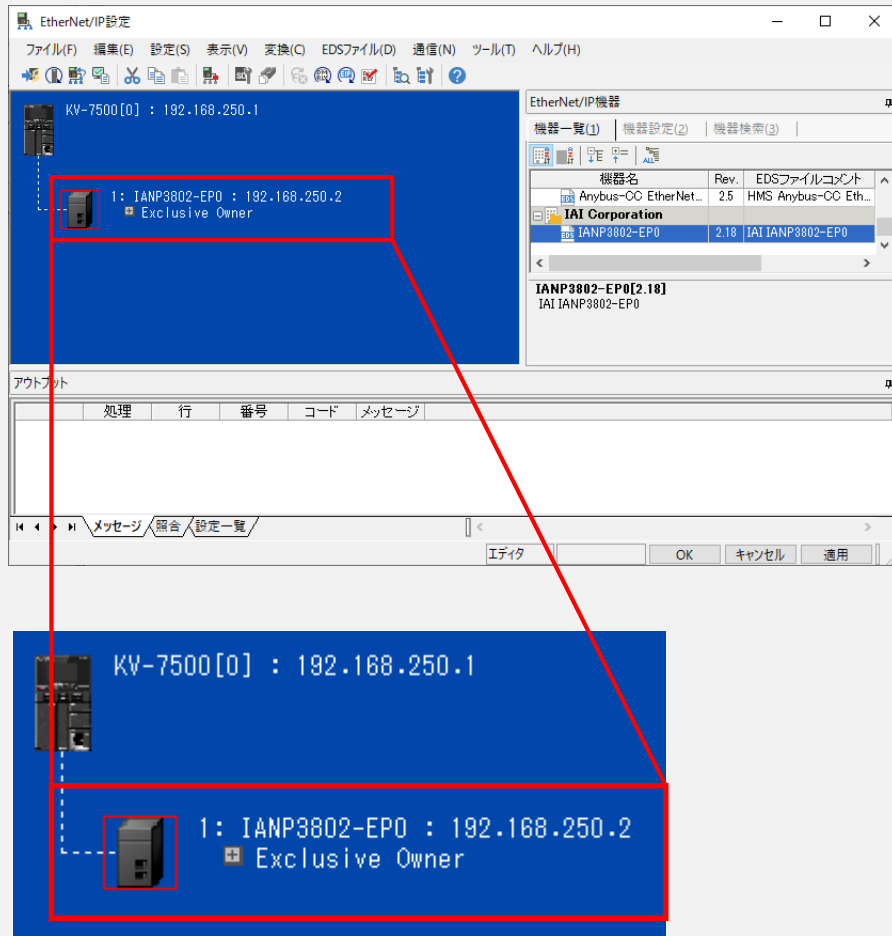 EtherNet/IP設定
ファイル(F) 編集(E) 設定(S) 表示(V) 変換(C) EDSファイル(D) 通信(N) ツール(T) ヘルプ(H)
KV-7500[0] : 192.168.250.1
1: IANP3802-EP0 : 192.168.250.2
Exclusive Owner
EtherNet/IP機器
機器一覧(1) 機器設定(2) 機器検索(3)
機器名 Rev. EDSファイルコメント
Anybus-CC EtherNet... 2.5 HMS Anybus-CC Eth...
IAI Corporation
IANP3802-EP0 2.18 IAI IANP3802-EP0
IANP3802-EP0[2.18]
IAI IANP3802-EP0
アウトプット
処理 行 番号 コード メッセージ
メッセージ 照合 設定一覧
エディタ OK キャンセル 適用
KV-7500[0] : 192.168.250.1
1: IANP3802-EP0 : 192.168.250.2
Exclusive Owner